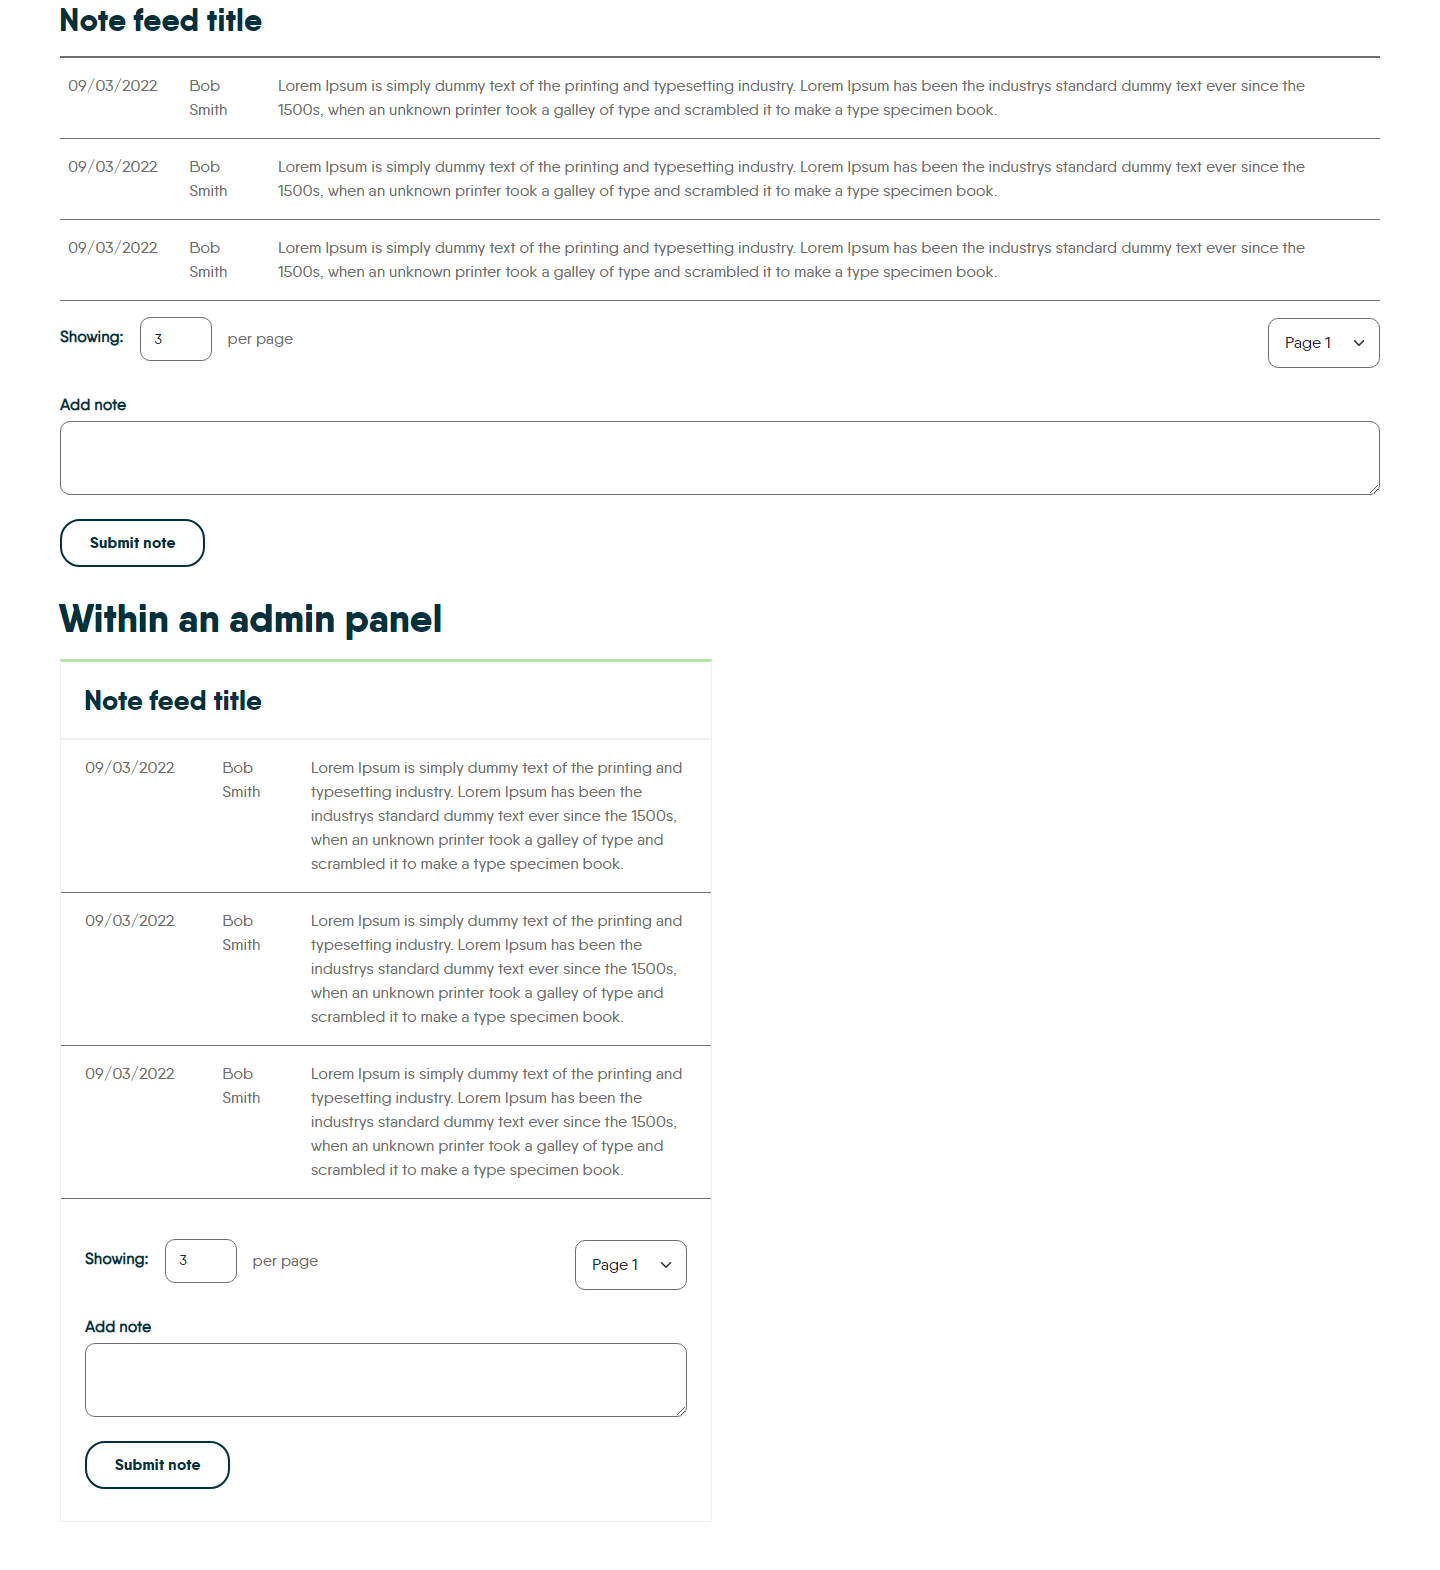 Note feed title
09/03/2022 Bob Lorem Ipsum is simply dummy text of the printing and typesetting industry. Lorem Ipsum has been the industrys standard dummy text ever since the
Smith 1500s, when an unknown printer took a galley of type and scrambled it to make a type specimen book.
09/03/2022 Bob Lorem Ipsum is simply dummy text of the printing and typesetting industry. Lorem Ipsum has been the industrys standard dummy text ever since the
Smith 1500s, when an unknown printer took a galley of type and scrambled it to make a type specimen book.
09/03/2022 Bob Lorem Ipsum is simply dummy text of the printing and typesetting industry. Lorem Ipsum has been the industrys standard dummy text ever since the
Smith 1500s, when an unknown printer took a galley of type and scrambled it to make a type specimen book.
Showing: 3 per page Page 1
Add note
Submit note
Within an admin panel
Note feed title
09/03/2022 Bob Lorem Ipsum is simply dummy text of the printing and
Smith typesetting industry. Lorem Ipsum has been the
industrys standard dummy text ever since the 1500s,
when an unknown printer took a galley of type and
scrambled it to make a type specimen book.
09/03/2022 Bob Lorem Ipsum is simply dummy text of the printing and
Smith typesetting industry. Lorem Ipsum has been the
industrys standard dummy text ever since the 1500s,
when an unknown printer took a galley of type and
scrambled it to make a type specimen book.
09/03/2022 Bob Lorem Ipsum is simply dummy text of the printing and
Smith typesetting industry. Lorem Ipsum has been the
industrys standard dummy text ever since the 1500s,
when an unknown printer took a galley of type and
scrambled it to make a type specimen book.
Showing: 3 per page Page 1
Add note
Submit note